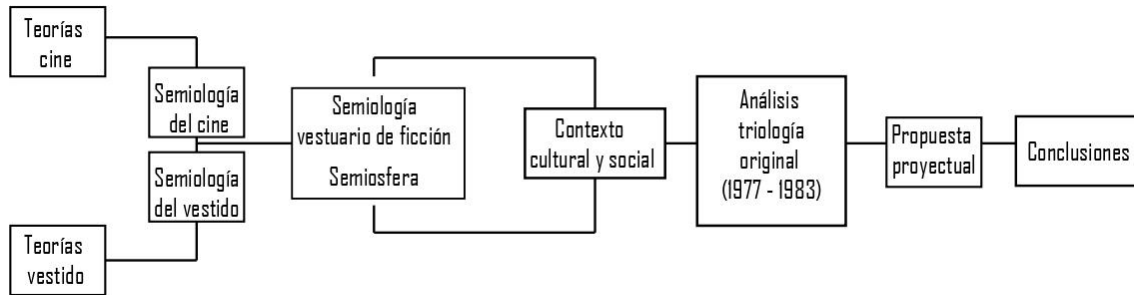 Teorías
cine
Semiología
del cine
Semiología
del vestido
Teorías
vestido
Semiología
vestuario de ficción
Semiosfera
Contexto
cultural y social
Análisis
triología
original
(1977 - 1983)
Propuesta
proyectual
Conclusiones